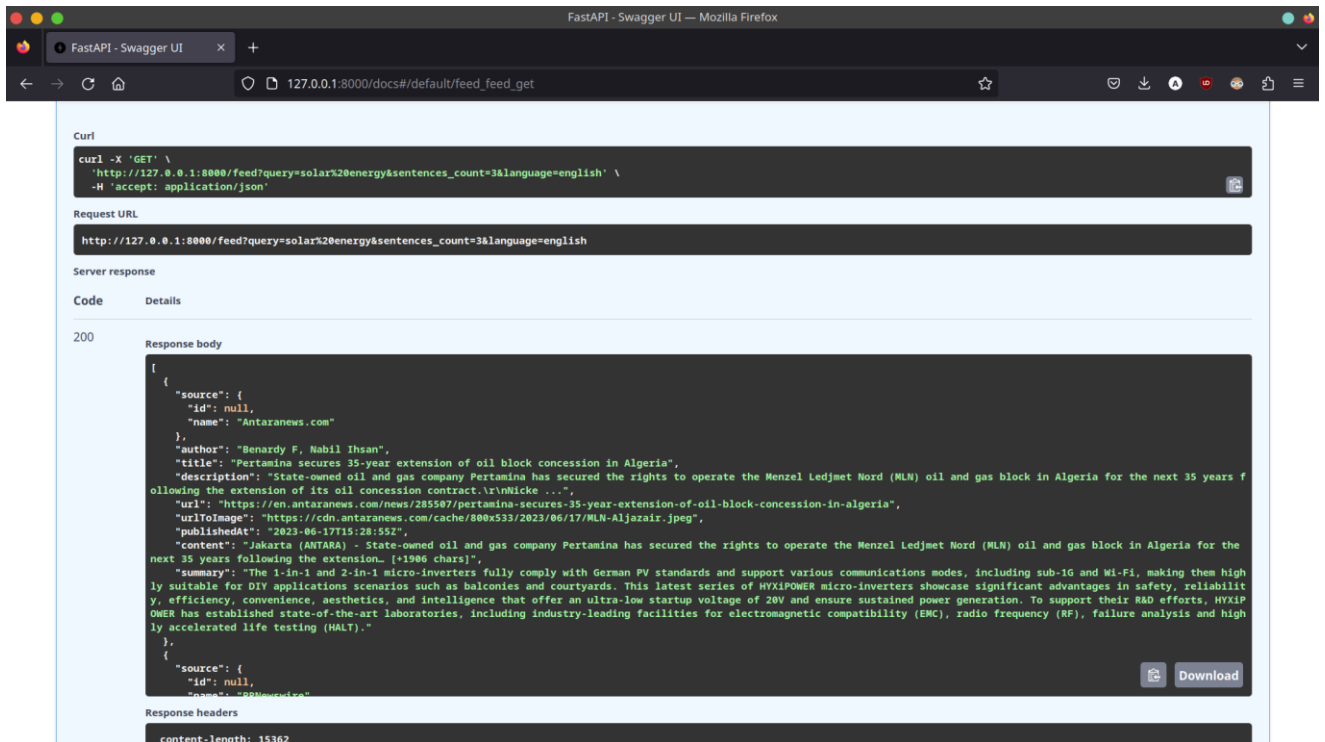 FastAPI - Swagger UI — Mozilla Firefox
FastAPI - Swagger UI
127.0.0.1:8000/docs#/default/feed_feed_get
Curl
curl -X 'GET' \
'http://127.0.0.1:8000/feed?query=solar%20energy&sentences_count=3&language=english' \
-H 'accept: application/json'
Request URL
http://127.0.0.1:8000/feed?query=solar%20energy&sentences_count=3&language=english
Server response
Code Details
200
Response body
[
{
"source": {
"id": null,
"name": "Antaranews.com"
},
"author": "Benardy F, Nabil Ihsan",
"title": "Pertamina secures 35-year extension of oil block concession in Algeria",
"description": "State-owned oil and gas company Pertamina has secured the rights to operate the Menzel Ledjmet Nord (MLN) oil and gas block in Algeria for the next 35 years f
ollowing the extension of its oil concession contract.\r\nNicke ...",
"url": "https://en.antaranews.com/news/285507/pertamina-secures-35-year-extension-of-oil-block-concession-in-algeria",
"urlToImage": "https://cdn.antaranews.com/cache/800x533/2023/06/17/MLN-Aljazair.jpeg",
"publishedAt": "2023-06-17T15:28:55Z",
"content": "Jakarta (ANTARA) - State-owned oil and gas company Pertamina has secured the rights to operate the Menzel Ledjmet Nord (MLN) oil and gas block in Algeria for the
next 35 years following the extension… [+1906 chars]",
"summary": "The 1-in-1 and 2-in-1 micro-inverters fully comply with German PV standards and support various communications modes, including sub-1G and Wi-Fi, making them high
ly suitable for DIY applications scenarios such as balconies and courtyards. This latest series of HYXiPOWER micro-inverters showcase significant advantages in safety, reliabilit
y, efficiency, convenience, aesthetics, and intelligence that offer an ultra-low startup voltage of 20V and ensure sustained power generation. To support their R&D efforts, HYXiP
OWER has established state-of-the-art laboratories, including industry-leading facilities for electromagnetic compatibility (EMC), radio frequency (RF), failure analysis and high
ly accelerated life testing (HALT)."
},
{
"source": {
"id": null,
"name": "PRNewswire"
Download
Response headers
content-length: 15362